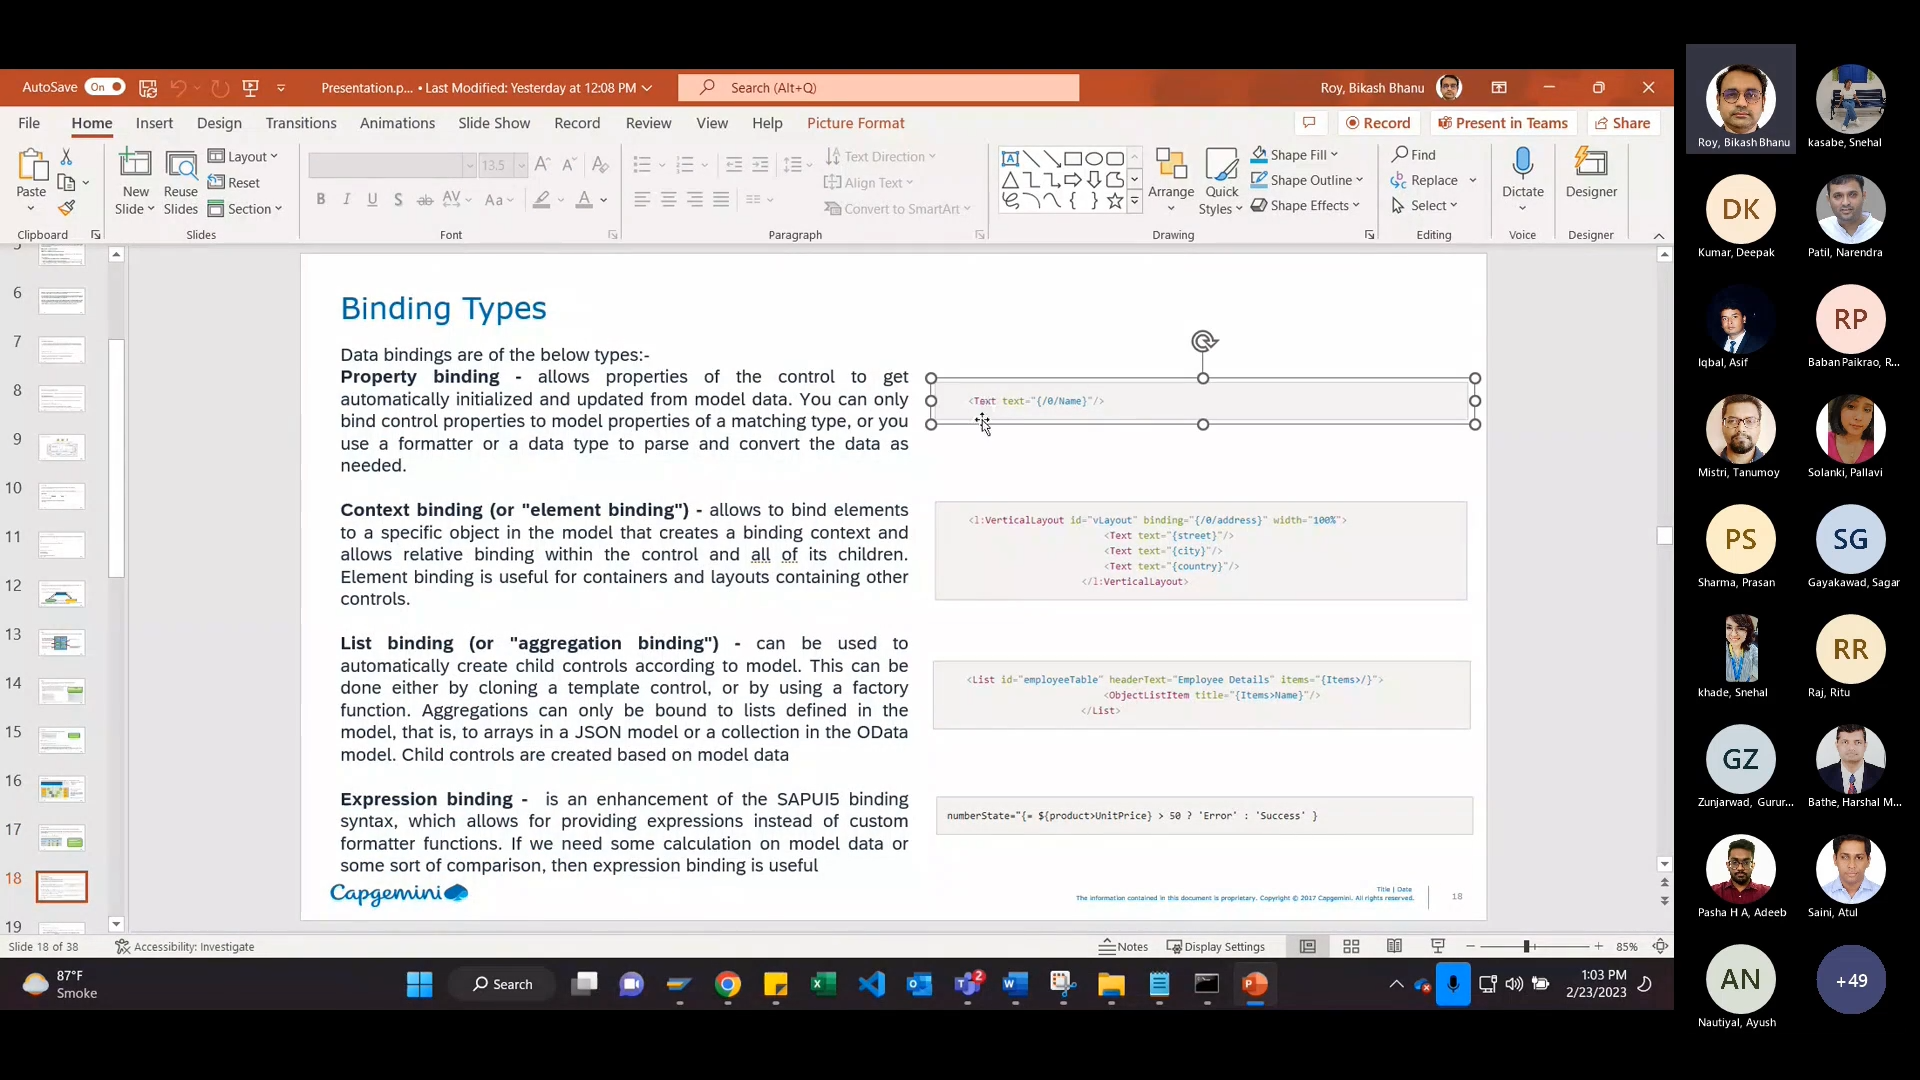 AutoSave On
Presentation.p... • Last Modified: Yesterday at 12:08 PM
Search (Alt+Q)
Roy, Bikash Bhanu
File Home Insert Design Transitions Animations Slide Show Record Review View Help Picture Format
Record
Present in Teams
Share
Paste
New Slide
Reuse Slides
Layout
Reset
Section
13.5
B I U S ab AV Aa A
Text Direction
Align Text
Convert to SmartArt
Arrange
Quick Styles
Shape Fill
Shape Outline
Shape Effects
Find
Replace
Select
Dictate
Designer
Clipboard
Slides
Font
Paragraph
Drawing
Editing
Voice
Designer
6
7
8
9
10
11
12
13
14
15
16
17
18
19
Binding Types
Data bindings are of the below types:-
Property binding - allows properties of the control to get
automatically initialized and updated from model data. You can only
bind control properties to model properties of a matching type, or you
use a formatter or a data type to parse and convert the data as
needed.
<Text text="{/0/Name}"/>
Context binding (or "element binding") - allows to bind elements
to a specific object in the model that creates a binding context and
allows relative binding within the control and all of its children.
Element binding is useful for containers and layouts containing other
controls.
<l:VerticalLayout id="vLayout" binding="{/0/address}" width="100%">
<Text text="{street}"/>
<Text text="{city}"/>
<Text text="{country}"/>
</l:VerticalLayout>
List binding (or "aggregation binding") - can be used to
automatically create child controls according to model. This can be
done either by cloning a template control, or by using a factory
function. Aggregations can only be bound to lists defined in the
model, that is, to arrays in a JSON model or a collection in the OData
model. Child controls are created based on model data
<List id="employeeTable" headerText="Employee Details" items="{Items>/}">
<ObjectListItem title="{Items>Name}"/>
</List>
Expression binding - is an enhancement of the SAPUI5 binding
syntax, which allows for providing expressions instead of custom
formatter functions. If we need some calculation on model data or
some sort of comparison, then expression binding is useful
numberState="{= ${product>UnitPrice} > 50 ? 'Error' : 'Success' }
Capgemini
Title | Date
The information contained in this document is proprietary. Copyright © 2017 Capgemini. All rights reserved.
18
Slide 18 of 38
Accessibility: Investigate
Notes
Display Settings
85%
87°F
Smoke
Search
2
1:03 PM
2/23/2023
Roy, Bikash Bhanu
kasabe, Snehal
DK
Kumar, Deepak
Patil, Narendra
Iqbal, Asif
RP
Baban Paikrao, R...
Mistri, Tanumoy
Solanki, Pallavi
PS
Sharma, Prasan
SG
Gayakawad, Sagar
khade, Snehal
RR
Raj, Ritu
GZ
Zunjarwad, Gurur...
Bathe, Harshal M...
Pasha H A, Adeeb
Saini, Atul
AN
Nautiyal, Ayush
+49